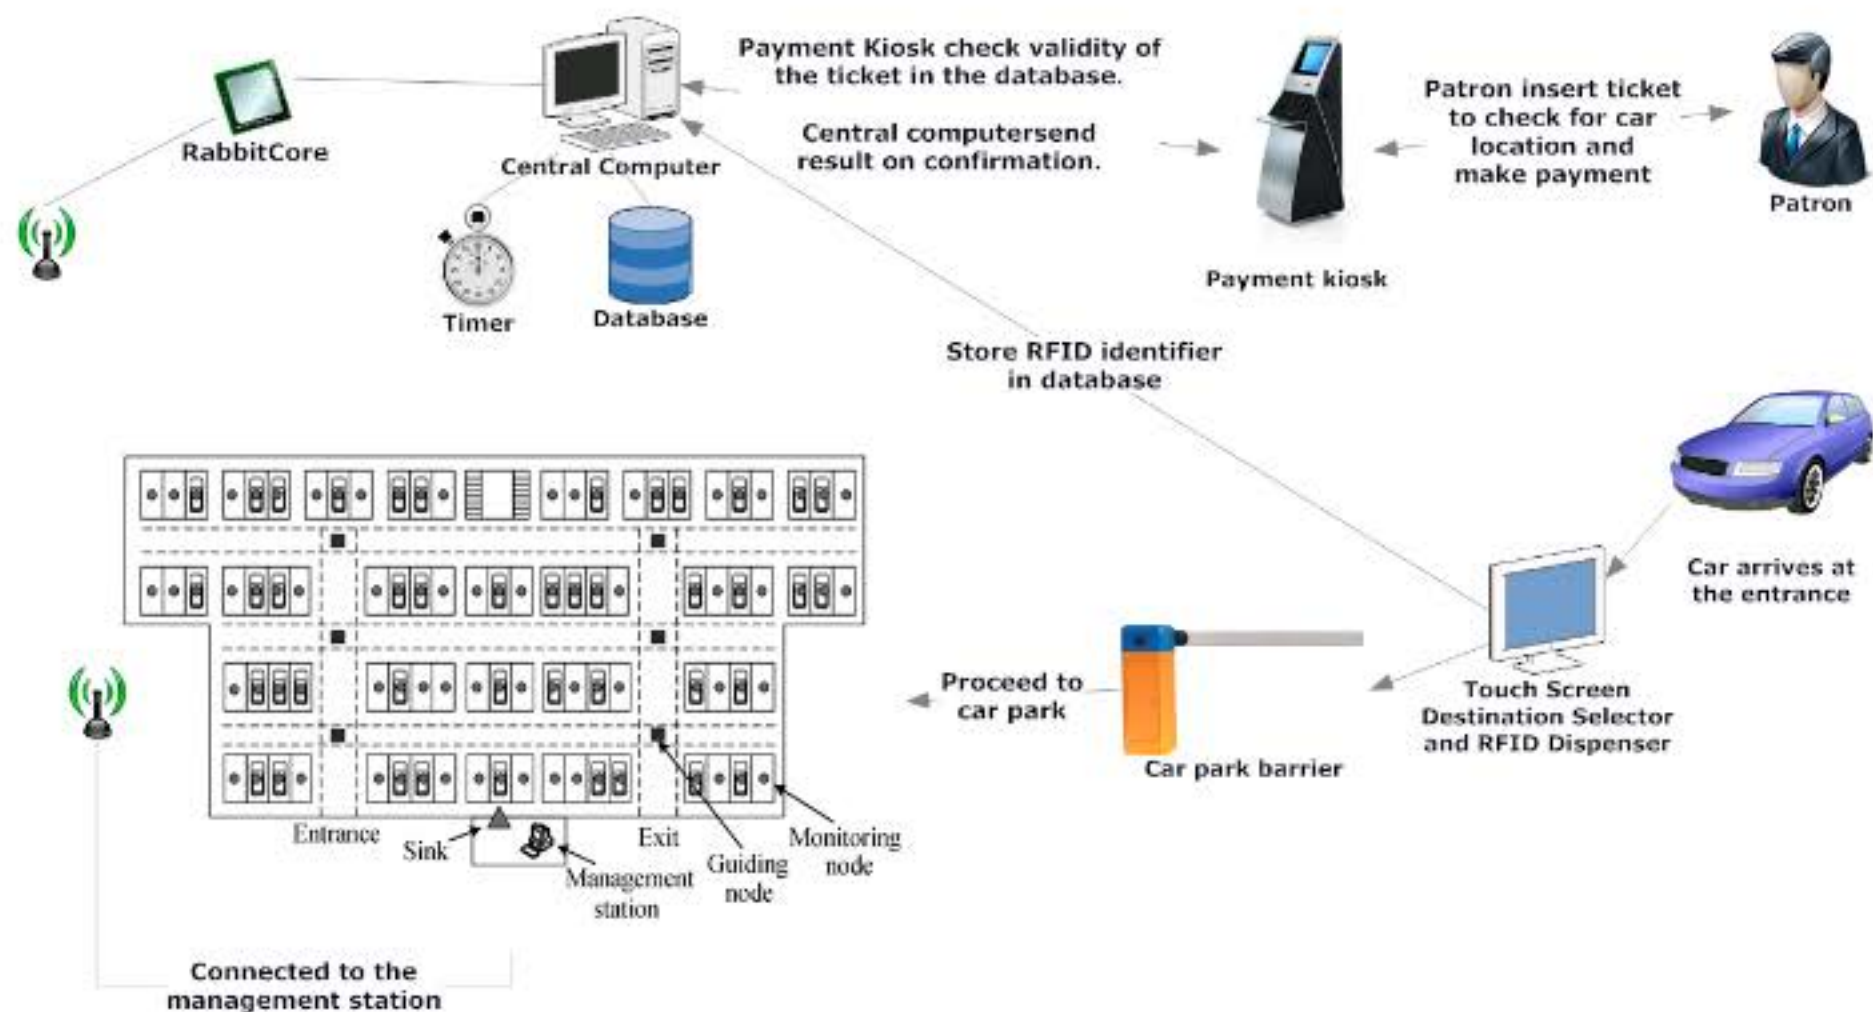 Payment Kiosk check validity of
the ticket in the database.
Central computersend
result on confirmation.
Patron insert ticket
to check for car
location and
make payment
Patron
RabbitCore
Central Computer
Timer
Database
Payment kiosk
Store RFID identifier
in database
Car arrives at
the entrance
Proceed to
car park
Car park barrier
Touch Screen
Destination Selector
and RFID Dispenser
Entrance
Sink
Management
station
Exit
Guiding
node
Monitoring
node
Connected to the
management station